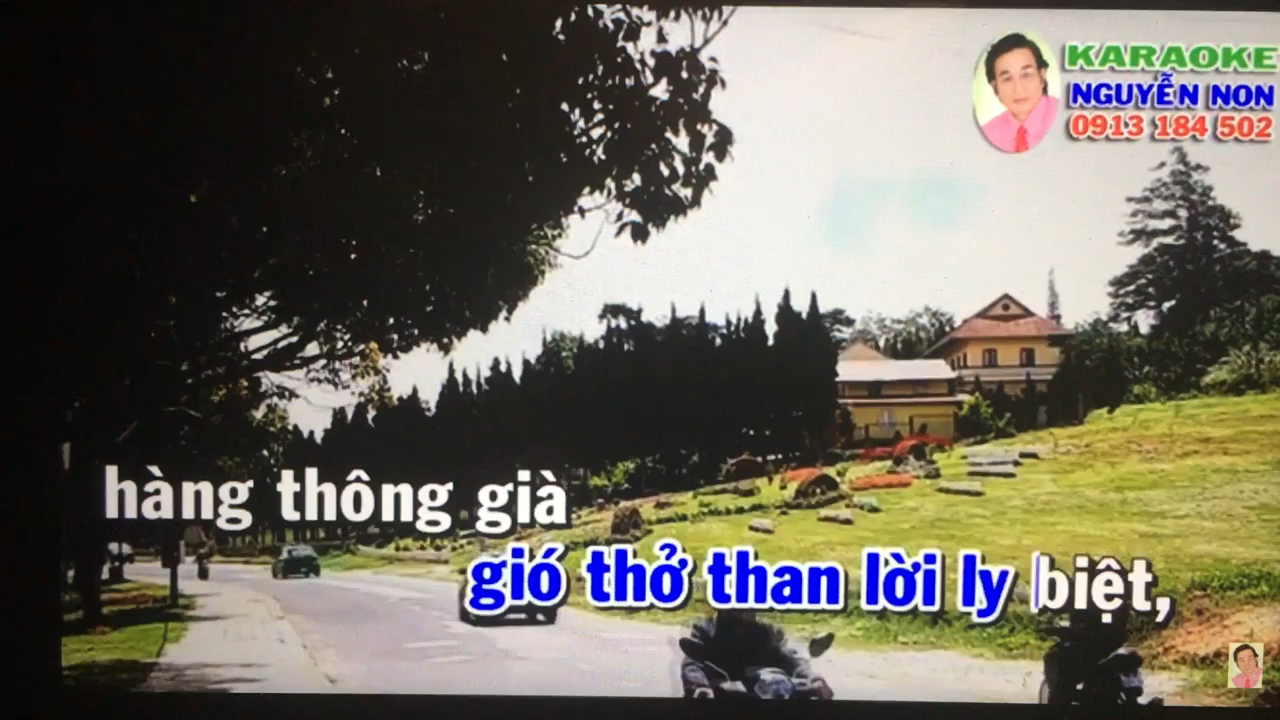 KARAOKE
NGUYỄN NON
0913 184 502
hàng thông già
gió thở than lời ly biệt,